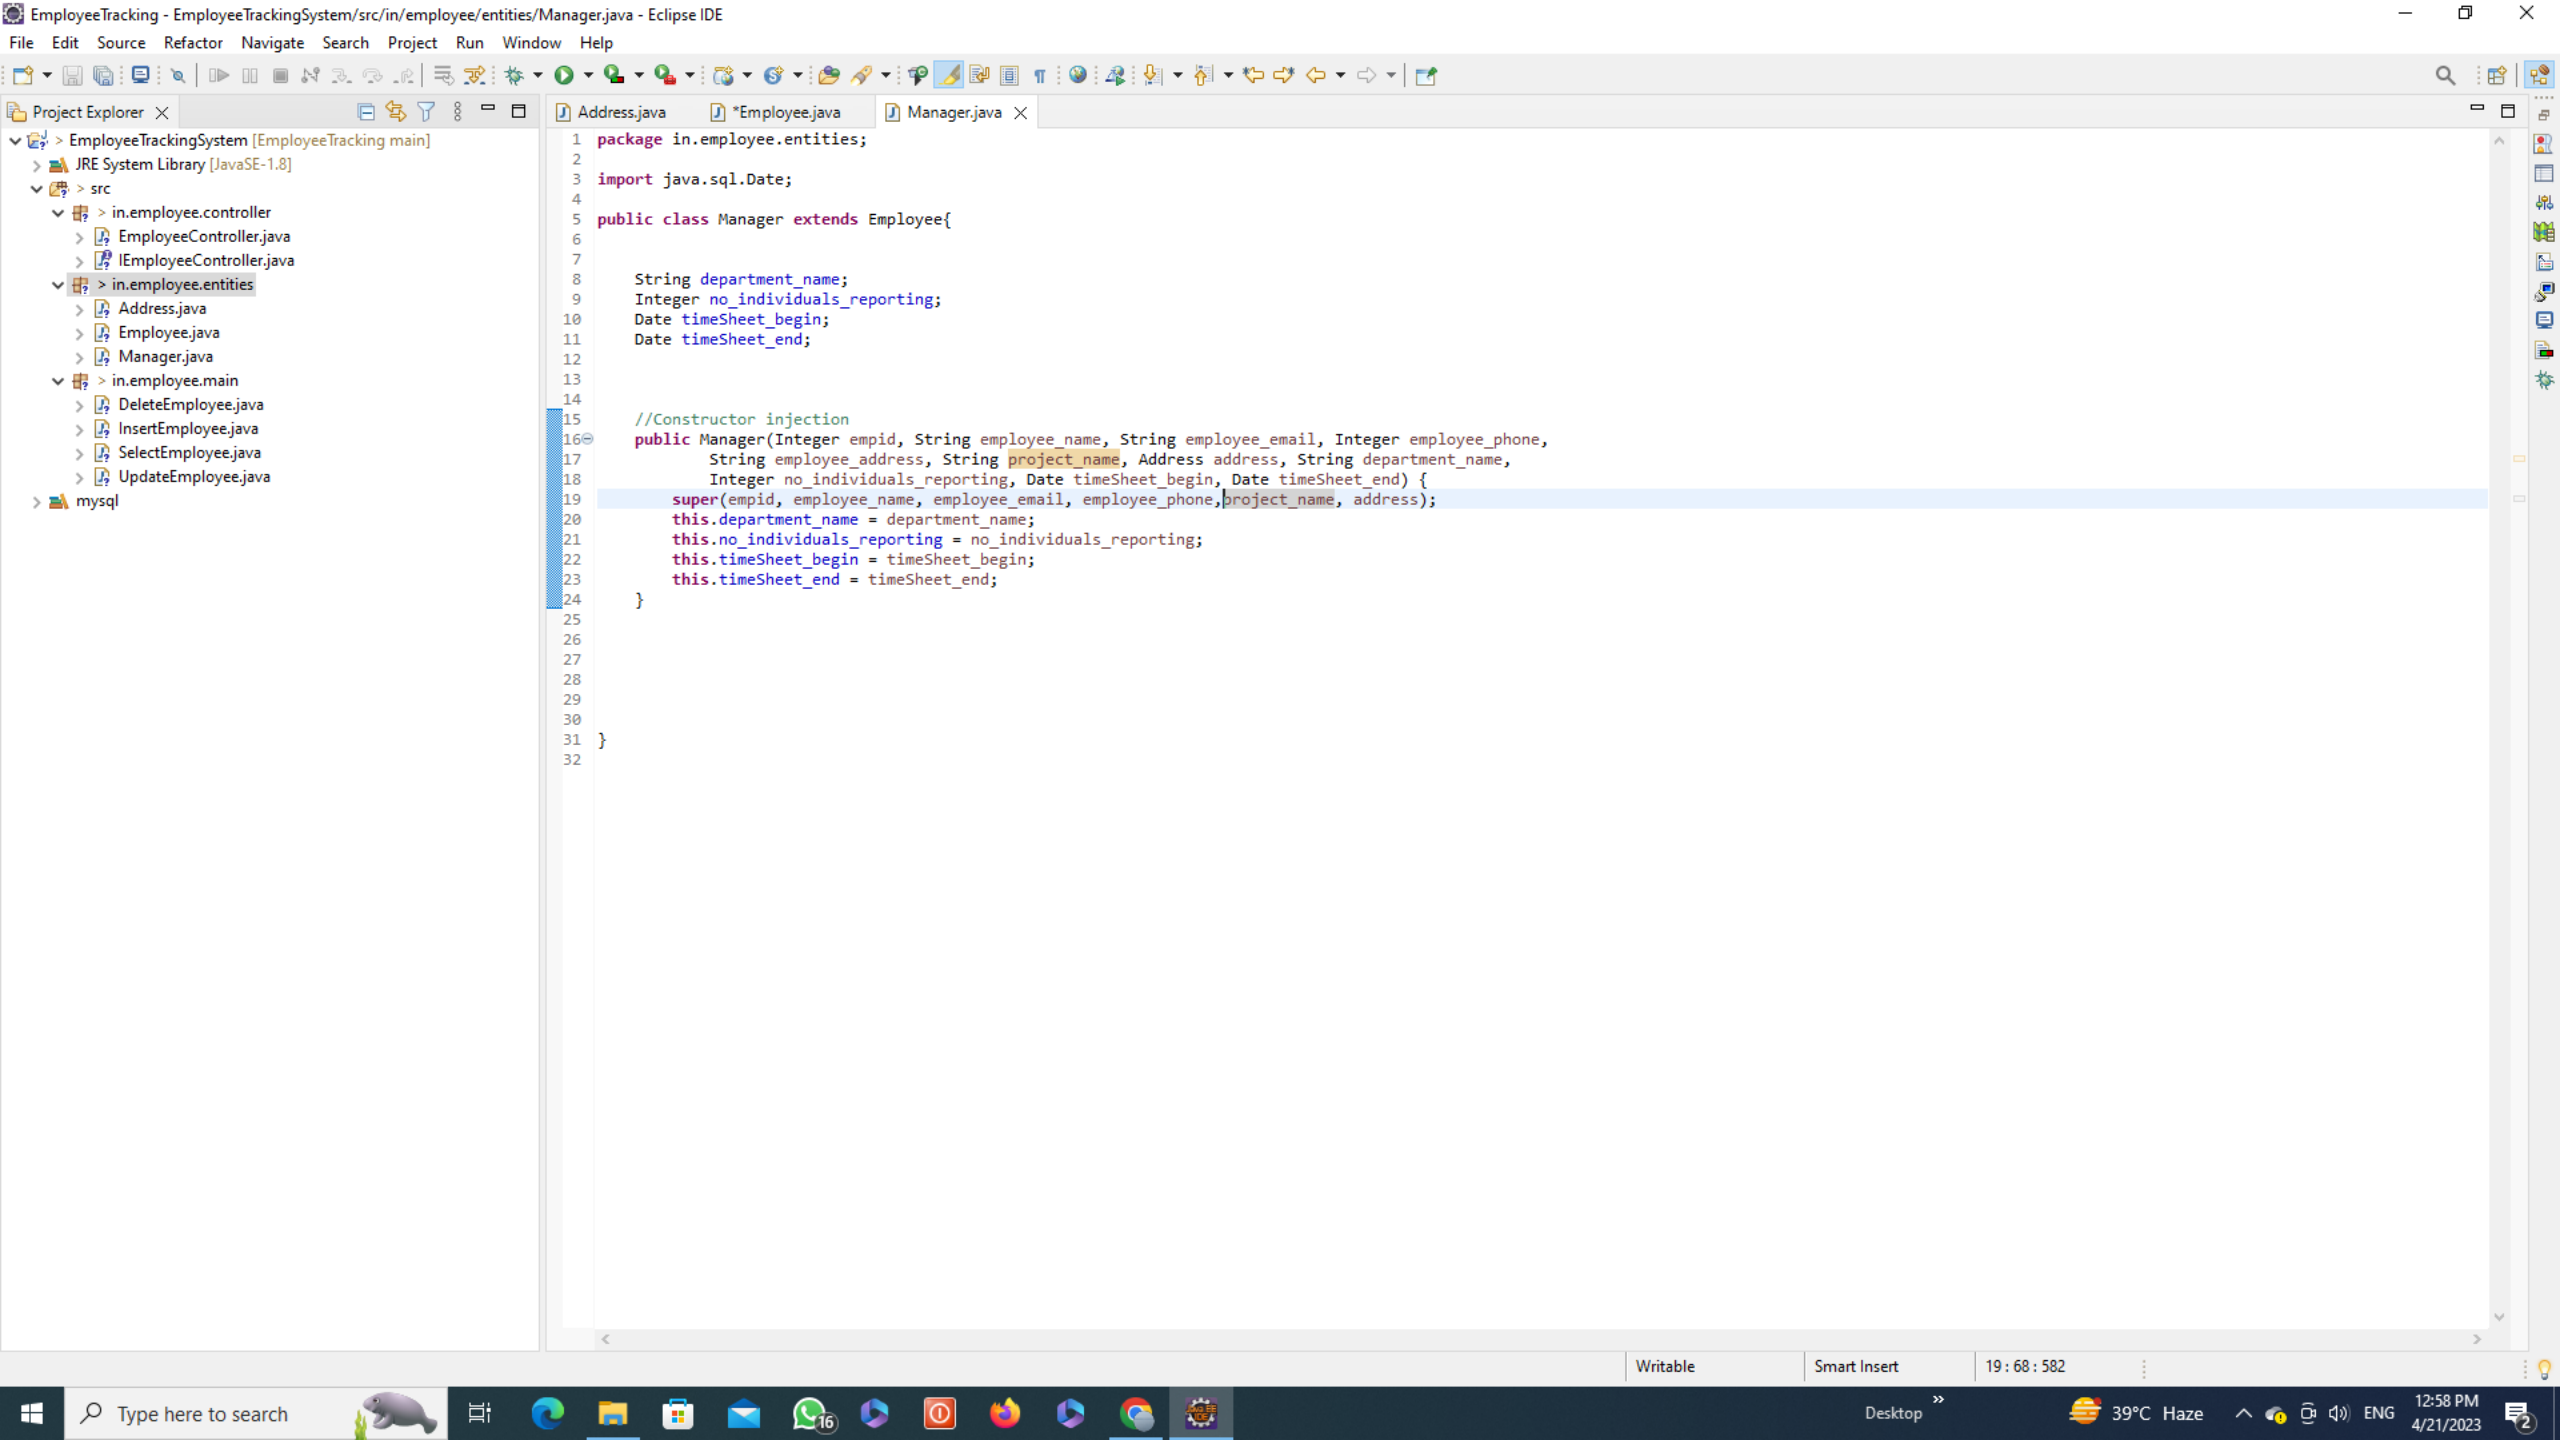 EmployeeTracking - EmployeeTrackingSystem/src/in/employee/entities/Manager.java - Eclipse IDE
File Edit Source Refactor Navigate Search Project Run Window Help
Project Explorer
> EmployeeTrackingSystem [EmployeeTracking main]
JRE System Library [JavaSE-1.8]
> src
> in.employee.controller
EmployeeController.java
IEmployeeController.java
> in.employee.entities
Address.java
Employee.java
Manager.java
> in.employee.main
DeleteEmployee.java
InsertEmployee.java
SelectEmployee.java
UpdateEmployee.java
mysql
Address.java *Employee.java Manager.java
1 package in.employee.entities;
2
3 import java.sql.Date;
4
5 public class Manager extends Employee{
6
7
8 String department_name;
9 Integer no_individuals_reporting;
10 Date timeSheet_begin;
11 Date timeSheet_end;
12
13
14
15 //Constructor injection
16 public Manager(Integer empid, String employee_name, String employee_email, Integer employee_phone,
17 String employee_address, String project_name, Address address, String department_name,
18 Integer no_individuals_reporting, Date timeSheet_begin, Date timeSheet_end) {
19 super(empid, employee_name, employee_email, employee_phone,project_name, address);
20 this.department_name = department_name;
21 this.no_individuals_reporting = no_individuals_reporting;
22 this.timeSheet_begin = timeSheet_begin;
23 this.timeSheet_end = timeSheet_end;
24 }
25
26
27
28
29
30
31 }
32
Writable Smart Insert 19 : 68 : 582
Type here to search
16
Desktop
39°C Haze
ENG
12:58 PM
4/21/2023
2